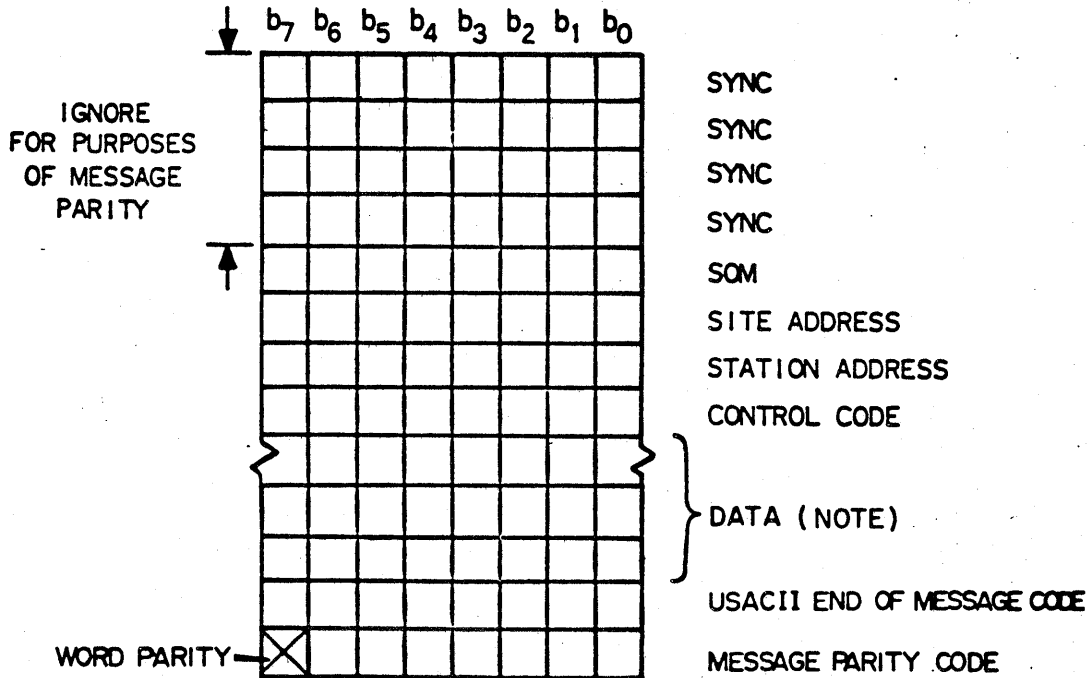 b7 b6 b5 b4 b3 b2 b1 b0
IGNORE
FOR PURPOSES
OF MESSAGE
PARITY
SYNC
SYNC
SYNC
SYNC
SOM
SITE ADDRESS
STATION ADDRESS
CONTROL CODE
DATA (NOTE)
USACII END OF MESSAGE CODE
WORD PARITY
MESSAGE PARITY CODE